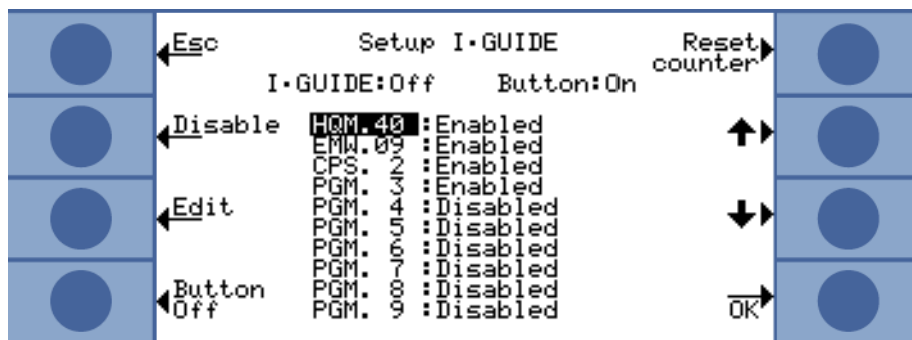 Esc
Setup I·GUIDE
Reset
counter
I·GUIDE:Off Button:On
Disable
HQM.40 :Enabled
EMW.09 :Enabled
CPS. 2 :Enabled
PGM. 3 :Enabled
Edit
PGM. 4 :Disabled
PGM. 5 :Disabled
PGM. 6 :Disabled
PGM. 7 :Disabled
Button
Off
PGM. 8 :Disabled
PGM. 9 :Disabled
OK